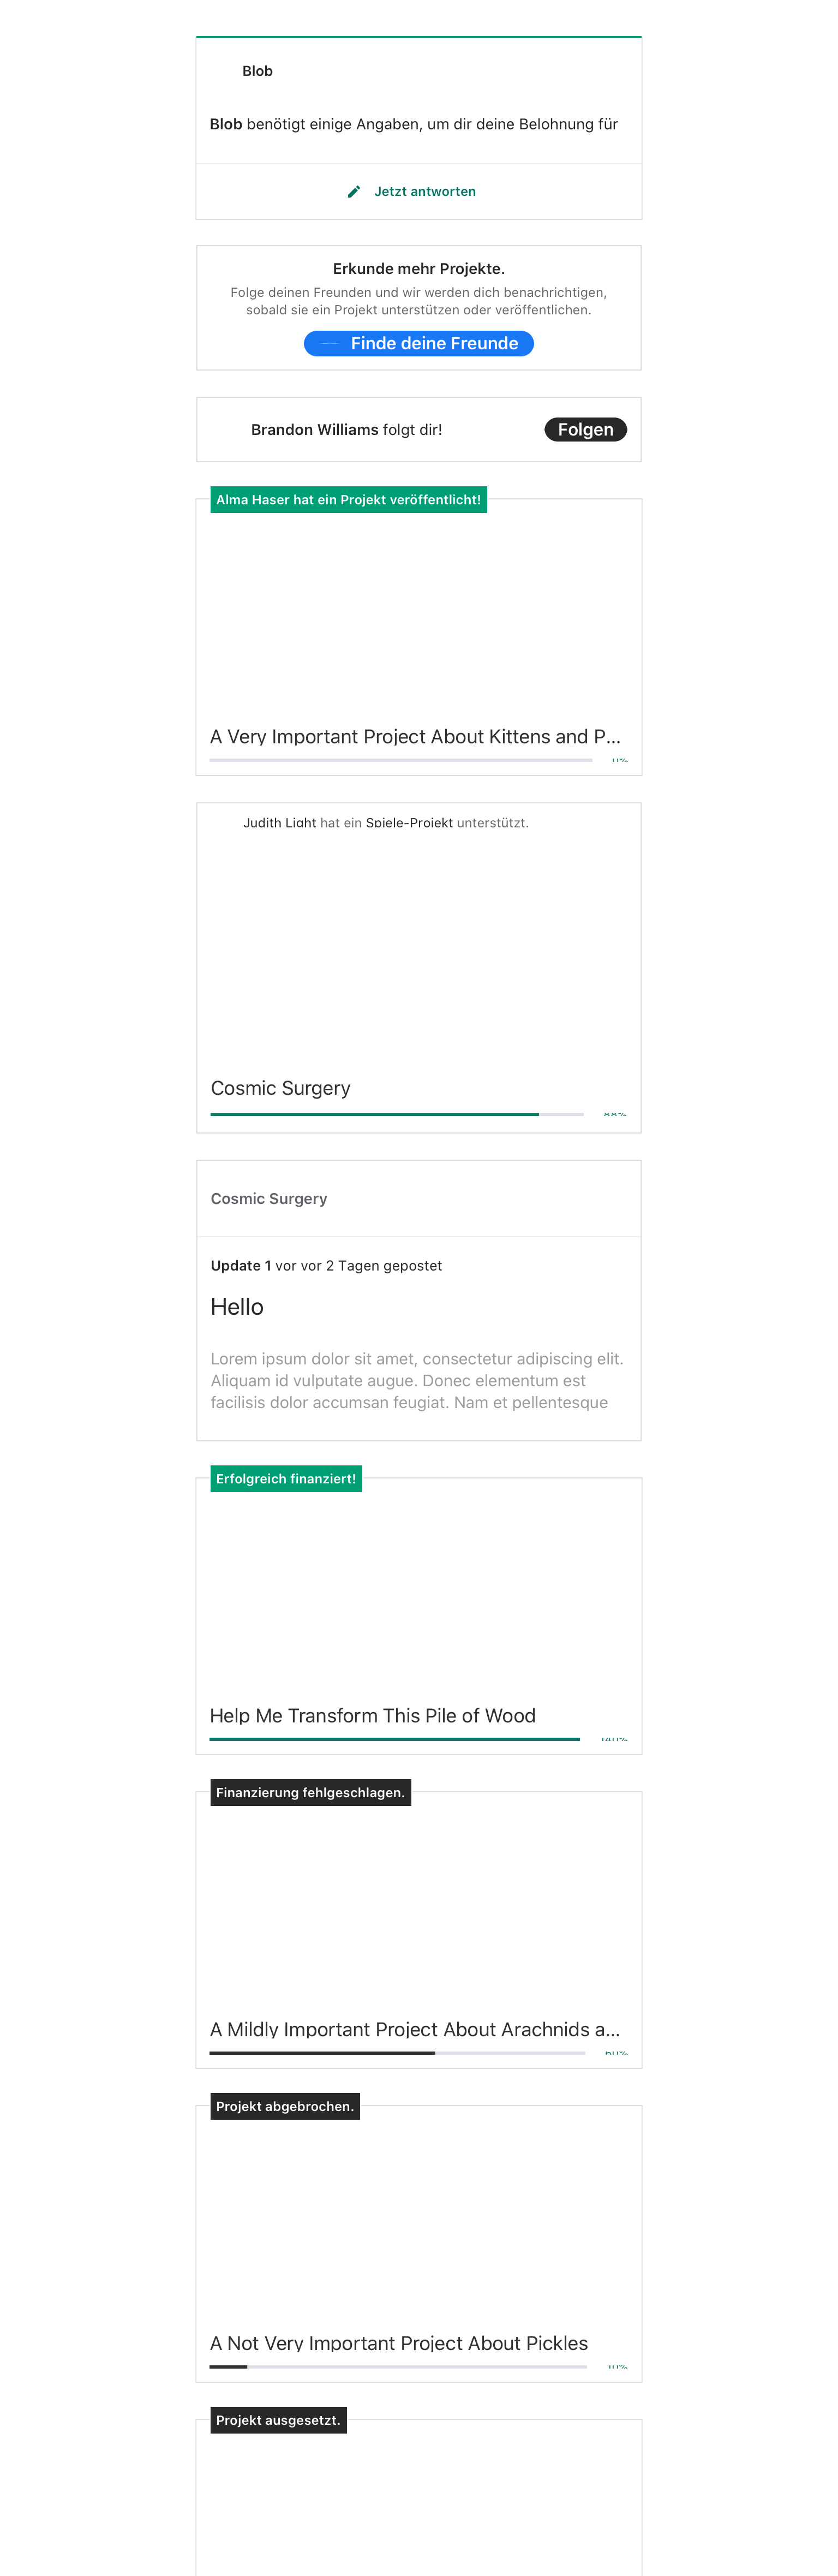 Blob
Blob benötigt einige Angaben, um dir deine Belohnung für
Jetzt antworten
Erkunde mehr Projekte.
Folge deinen Freunden und wir werden dich benachrichtigen,
sobald sie ein Projekt unterstützen oder veröffentlichen.
Finde deine Freunde
Brandon Williams folgt dir!
Folgen
Alma Haser hat ein Projekt veröffentlicht!
A Very Important Project About Kittens and P...
Judith Light hat ein Spiele-Projekt unterstützt.
Cosmic Surgery
Cosmic Surgery
Update 1 vor vor 2 Tagen gepostet
Hello
Lorem ipsum dolor sit amet, consectetur adipiscing elit.
Aliquam id vulputate augue. Donec elementum est
facilisis dolor accumsan feugiat. Nam et pellentesque
Erfolgreich finanziert!
Help Me Transform This Pile of Wood
Finanzierung fehlgeschlagen.
A Mildly Important Project About Arachnids a...
Projekt abgebrochen.
A Not Very Important Project About Pickles
Projekt ausgesetzt.